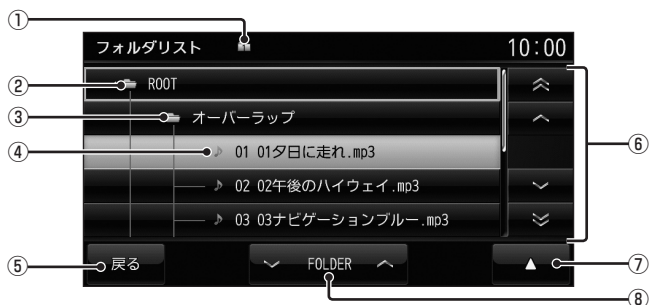 ①
フォルダリスト 10:00
② ROOT
③ オーバーラップ
⑥
④ 01 01夕日に走れ.mp3
02 02午後のハイウェイ.mp3
03 03ナビゲーションブルー.mp3
⑤ 戻る FOLDER ▲ ⑦
⑧